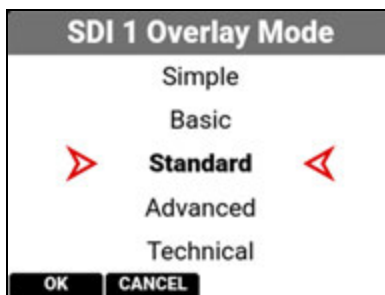 SDI 1 Overlay Mode
Simple
Basic
Standard
Advanced
Technical
OK CANCEL